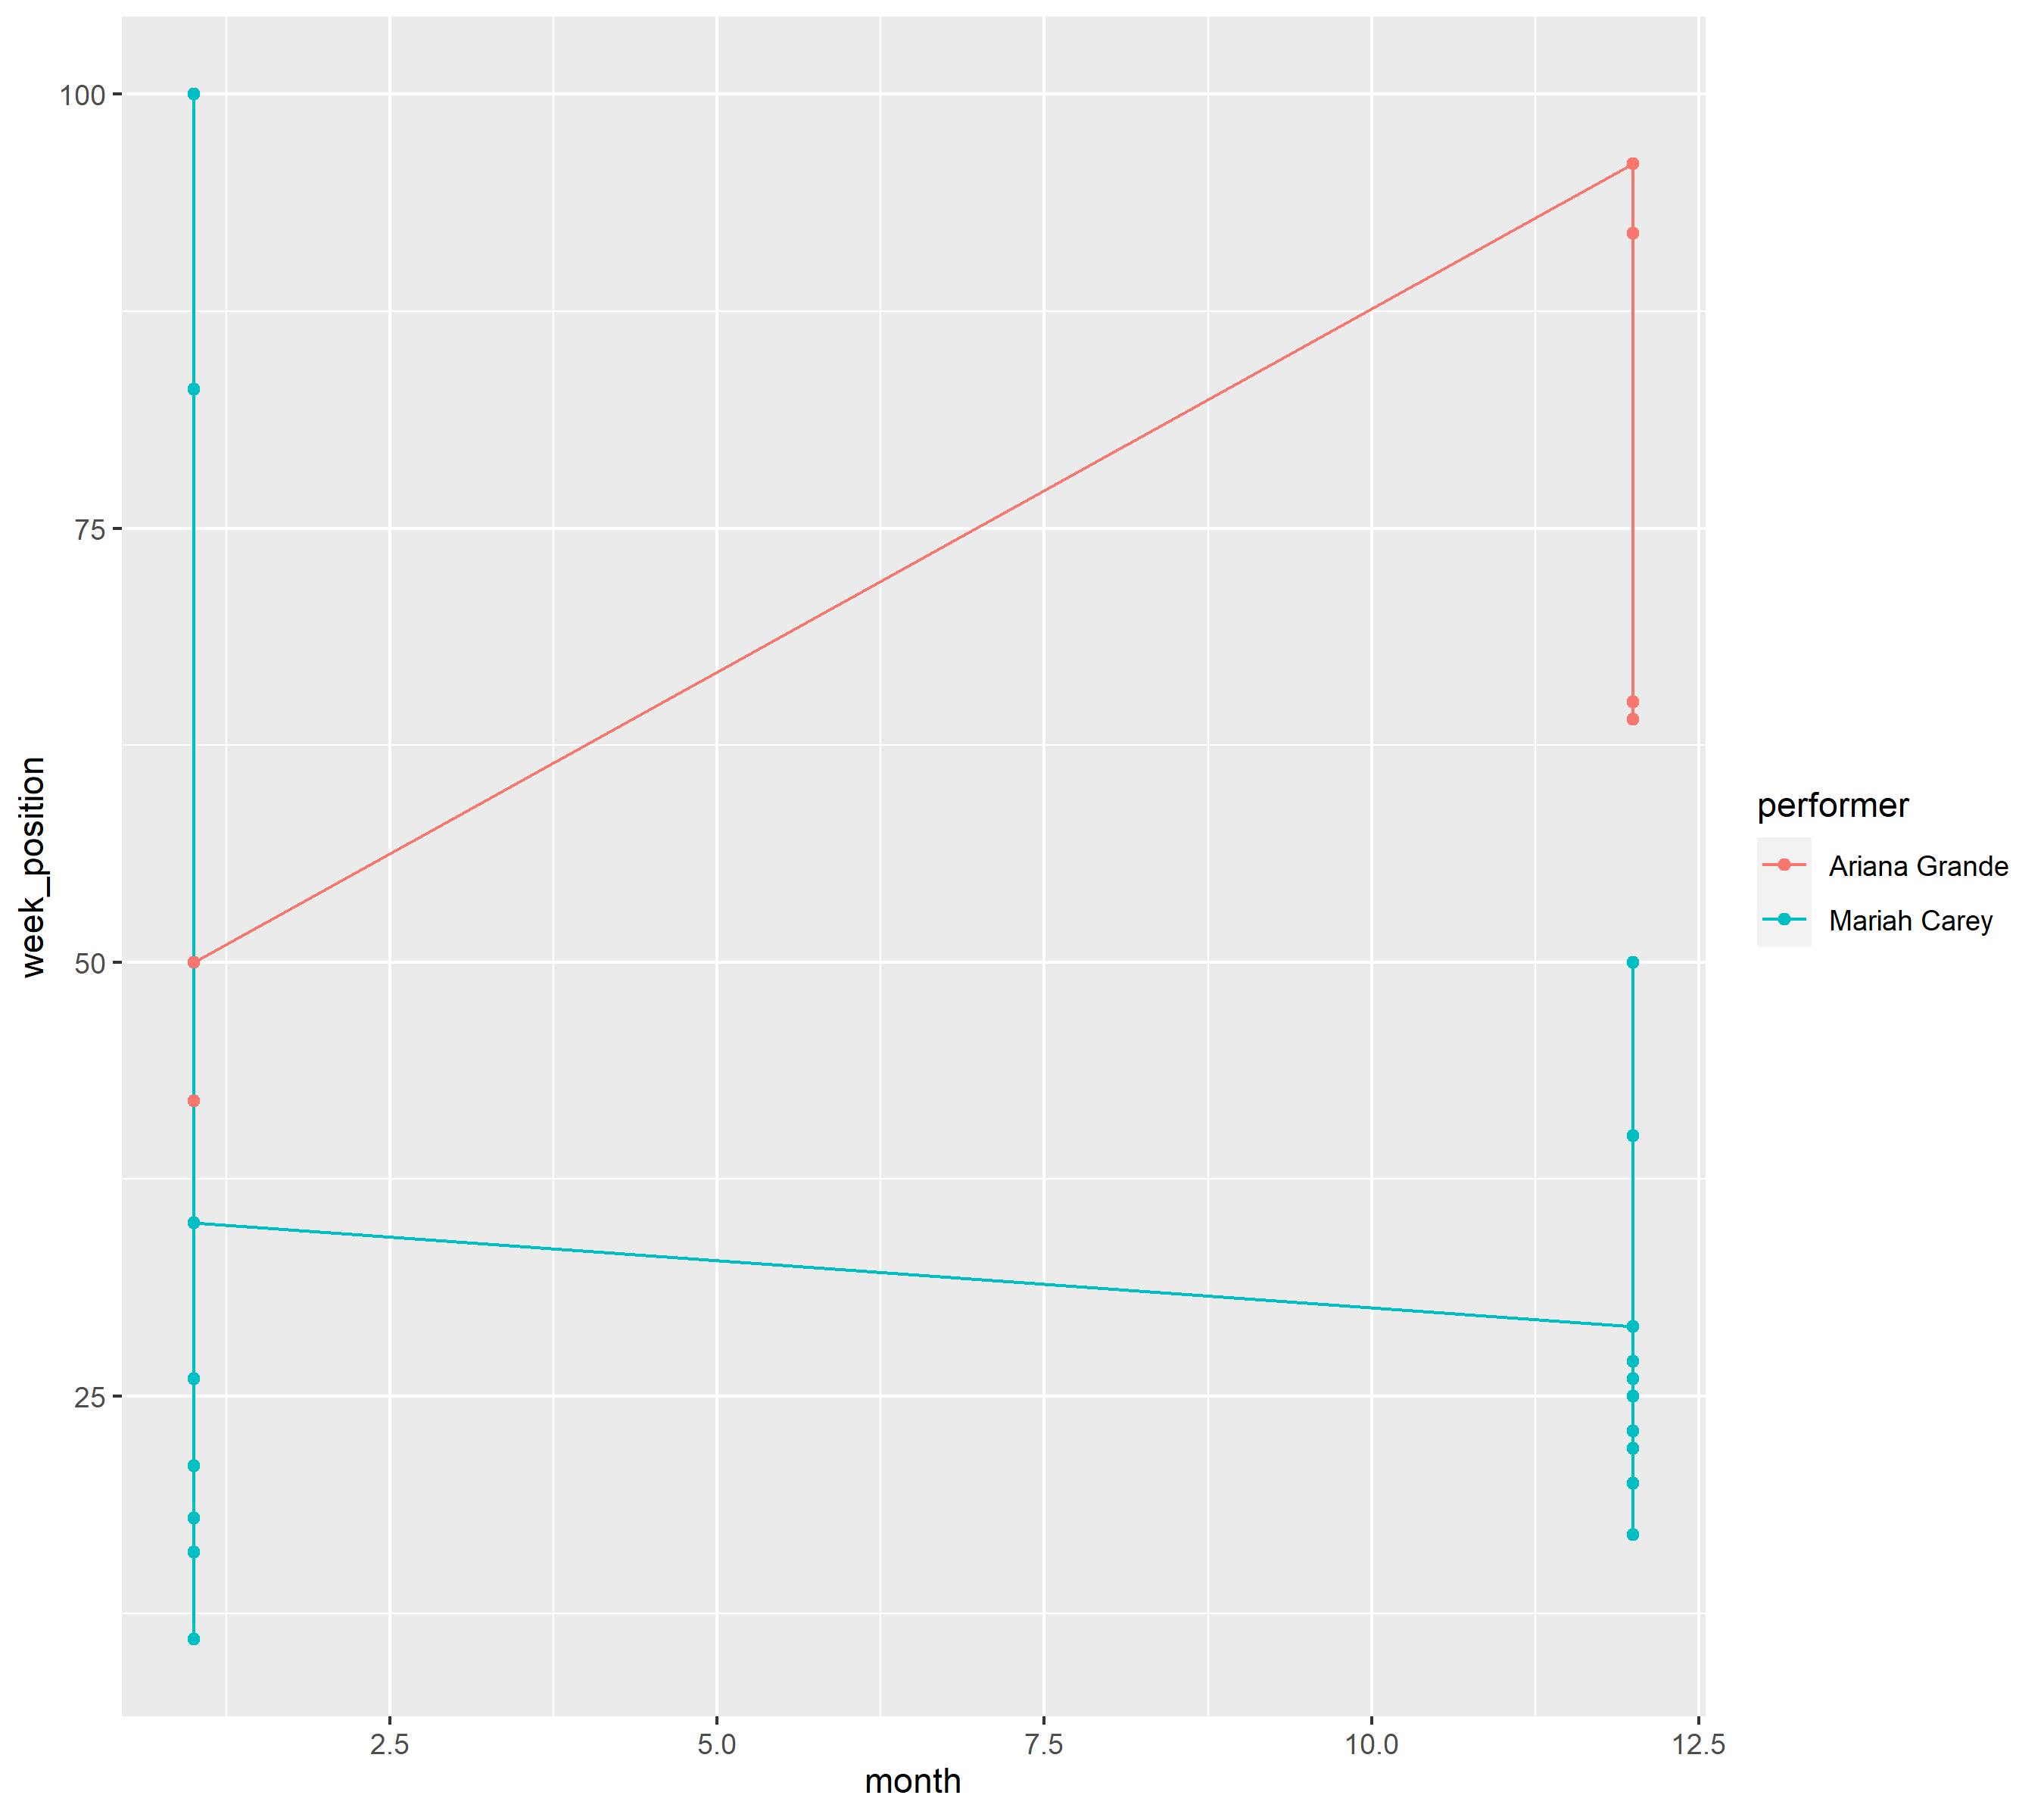 100
75
50
25
week_position
2.5 5.0 7.5 10.0 12.5
month
performer
Ariana Grande
Mariah Carey